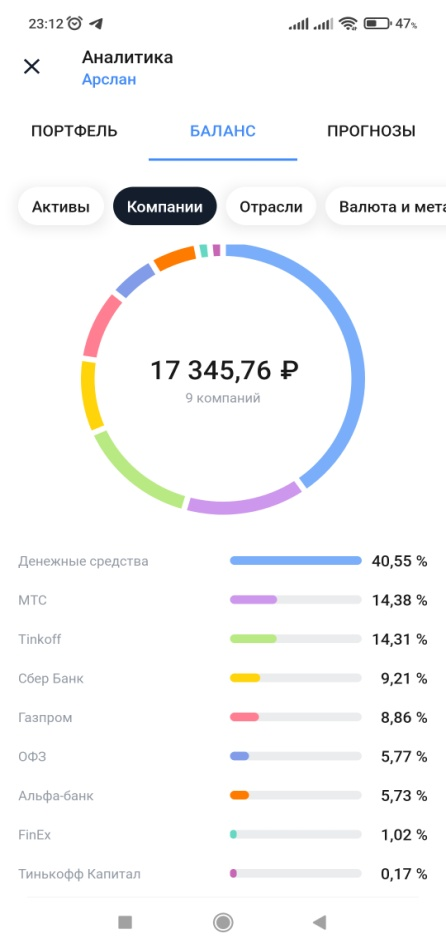 23:12 47%
Аналитика
Арслан
ПОРТФЕЛЬ БАЛАНС ПРОГНОЗЫ
Активы Компании Отрасли Валюта и мета
17 345,76 ₽
9 компаний
Денежные средства 40,55 %
МТС 14,38 %
Tinkoff 14,31 %
Сбер Банк 9,21 %
Газпром 8,86 %
ОФЗ 5,77 %
Альфа-банк 5,73 %
FinEx 1,02 %
Тинькофф Капитал 0,17 %